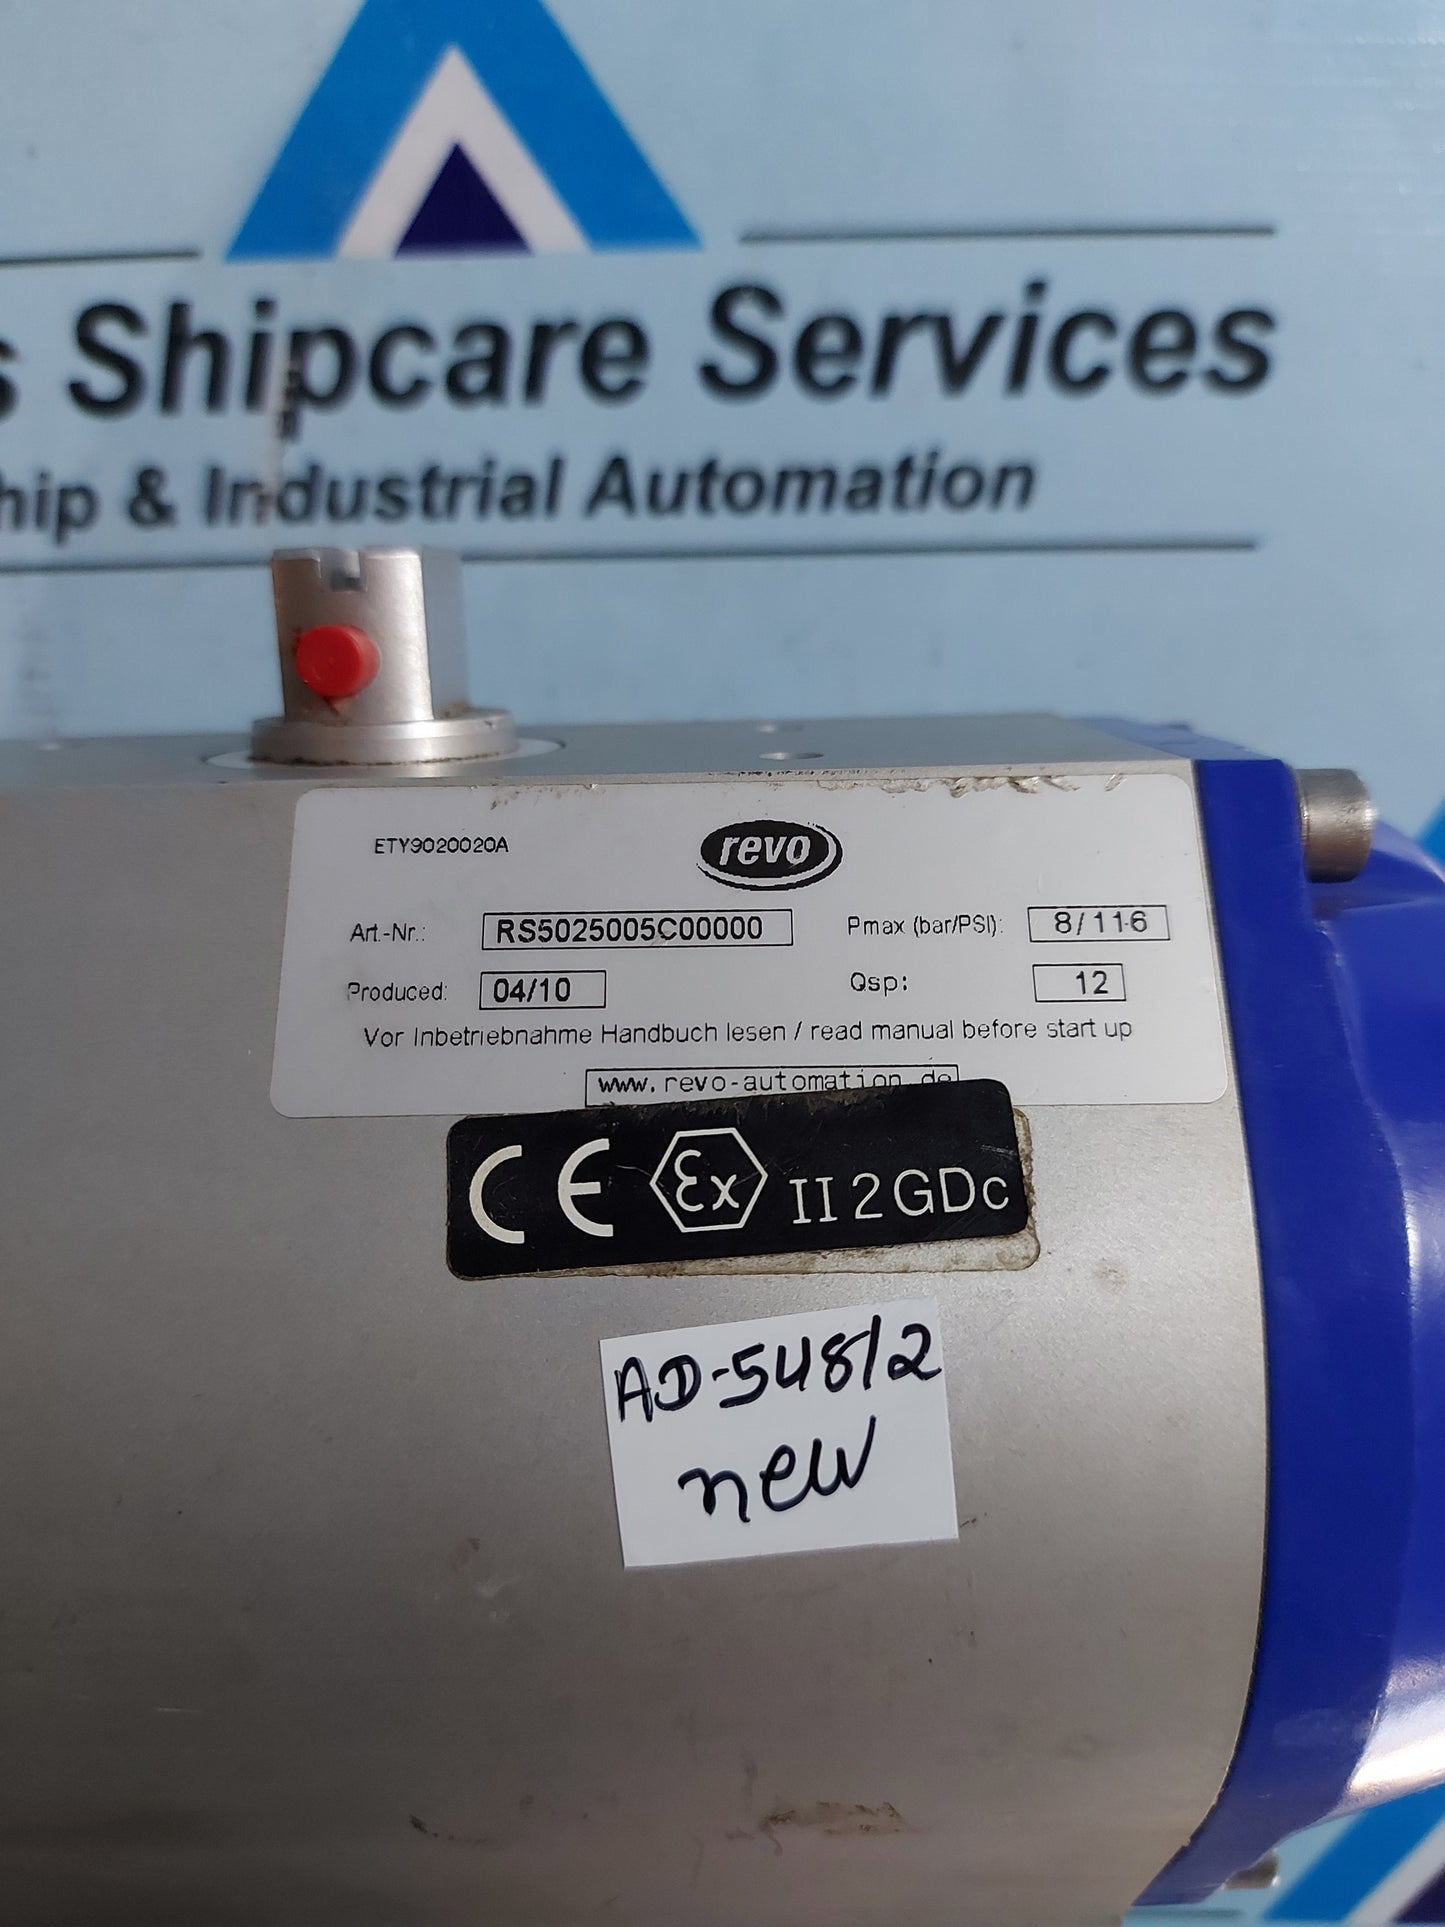 Shipcare Services
& Industrial Automation
ETY9020020A
revo
Art.-Nr.: RS5025005C00000 Pmax (bar/PSI): 8/116
Produced: 04/10 Qsp: 12
Vor Inbetriebnahme Handbuch lesen / read manual before start up
www.revo-automation.de
CE Ex II 2 G D c
AD-548/2
new